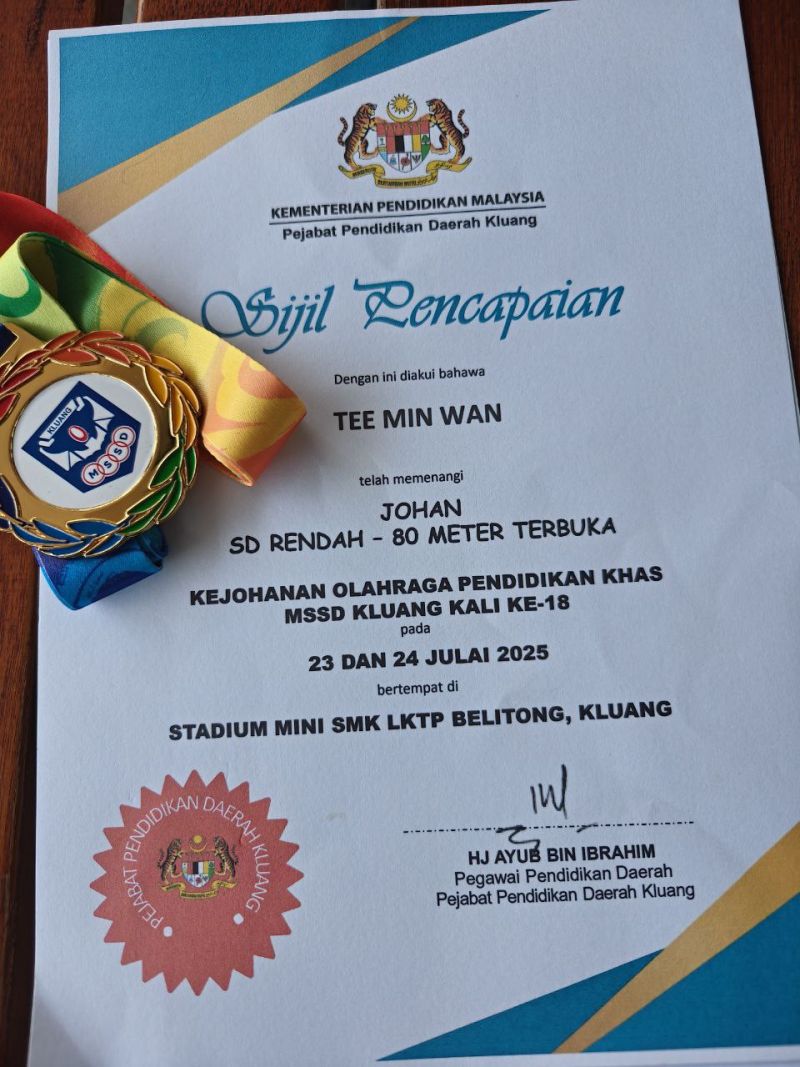 KEMENTERIAN PENDIDIKAN MALAYSIA
Pejabat Pendidikan Daerah Kluang
Sijil Pencapaian
Dengan ini diakui bahawa
TEE MIN WAN
telah memenangi
JOHAN
SD RENDAH – 80 METER TERBUKA
KEJOHANAN OLAHRAGA PENDIDIKAN KHAS
MSSD KLUANG KALI KE-18
pada
23 DAN 24 JULAI 2025
bertempat di
STADIUM MINI SMK LKTP BELITONG, KLUANG
HJ AYUB BIN IBRAHIM
Pegawai Pendidikan Daerah
Pejabat Pendidikan Daerah Kluang
PEJABAT PENDIDIKAN DAERAH KLUANG
KLUANG
MSSD